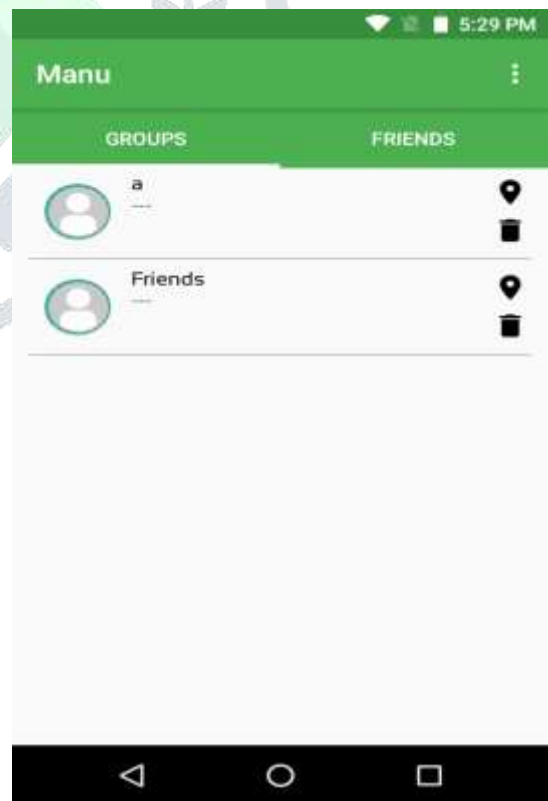 5:29 PM
Manu
GROUPS FRIENDS
a
---
Friends
---